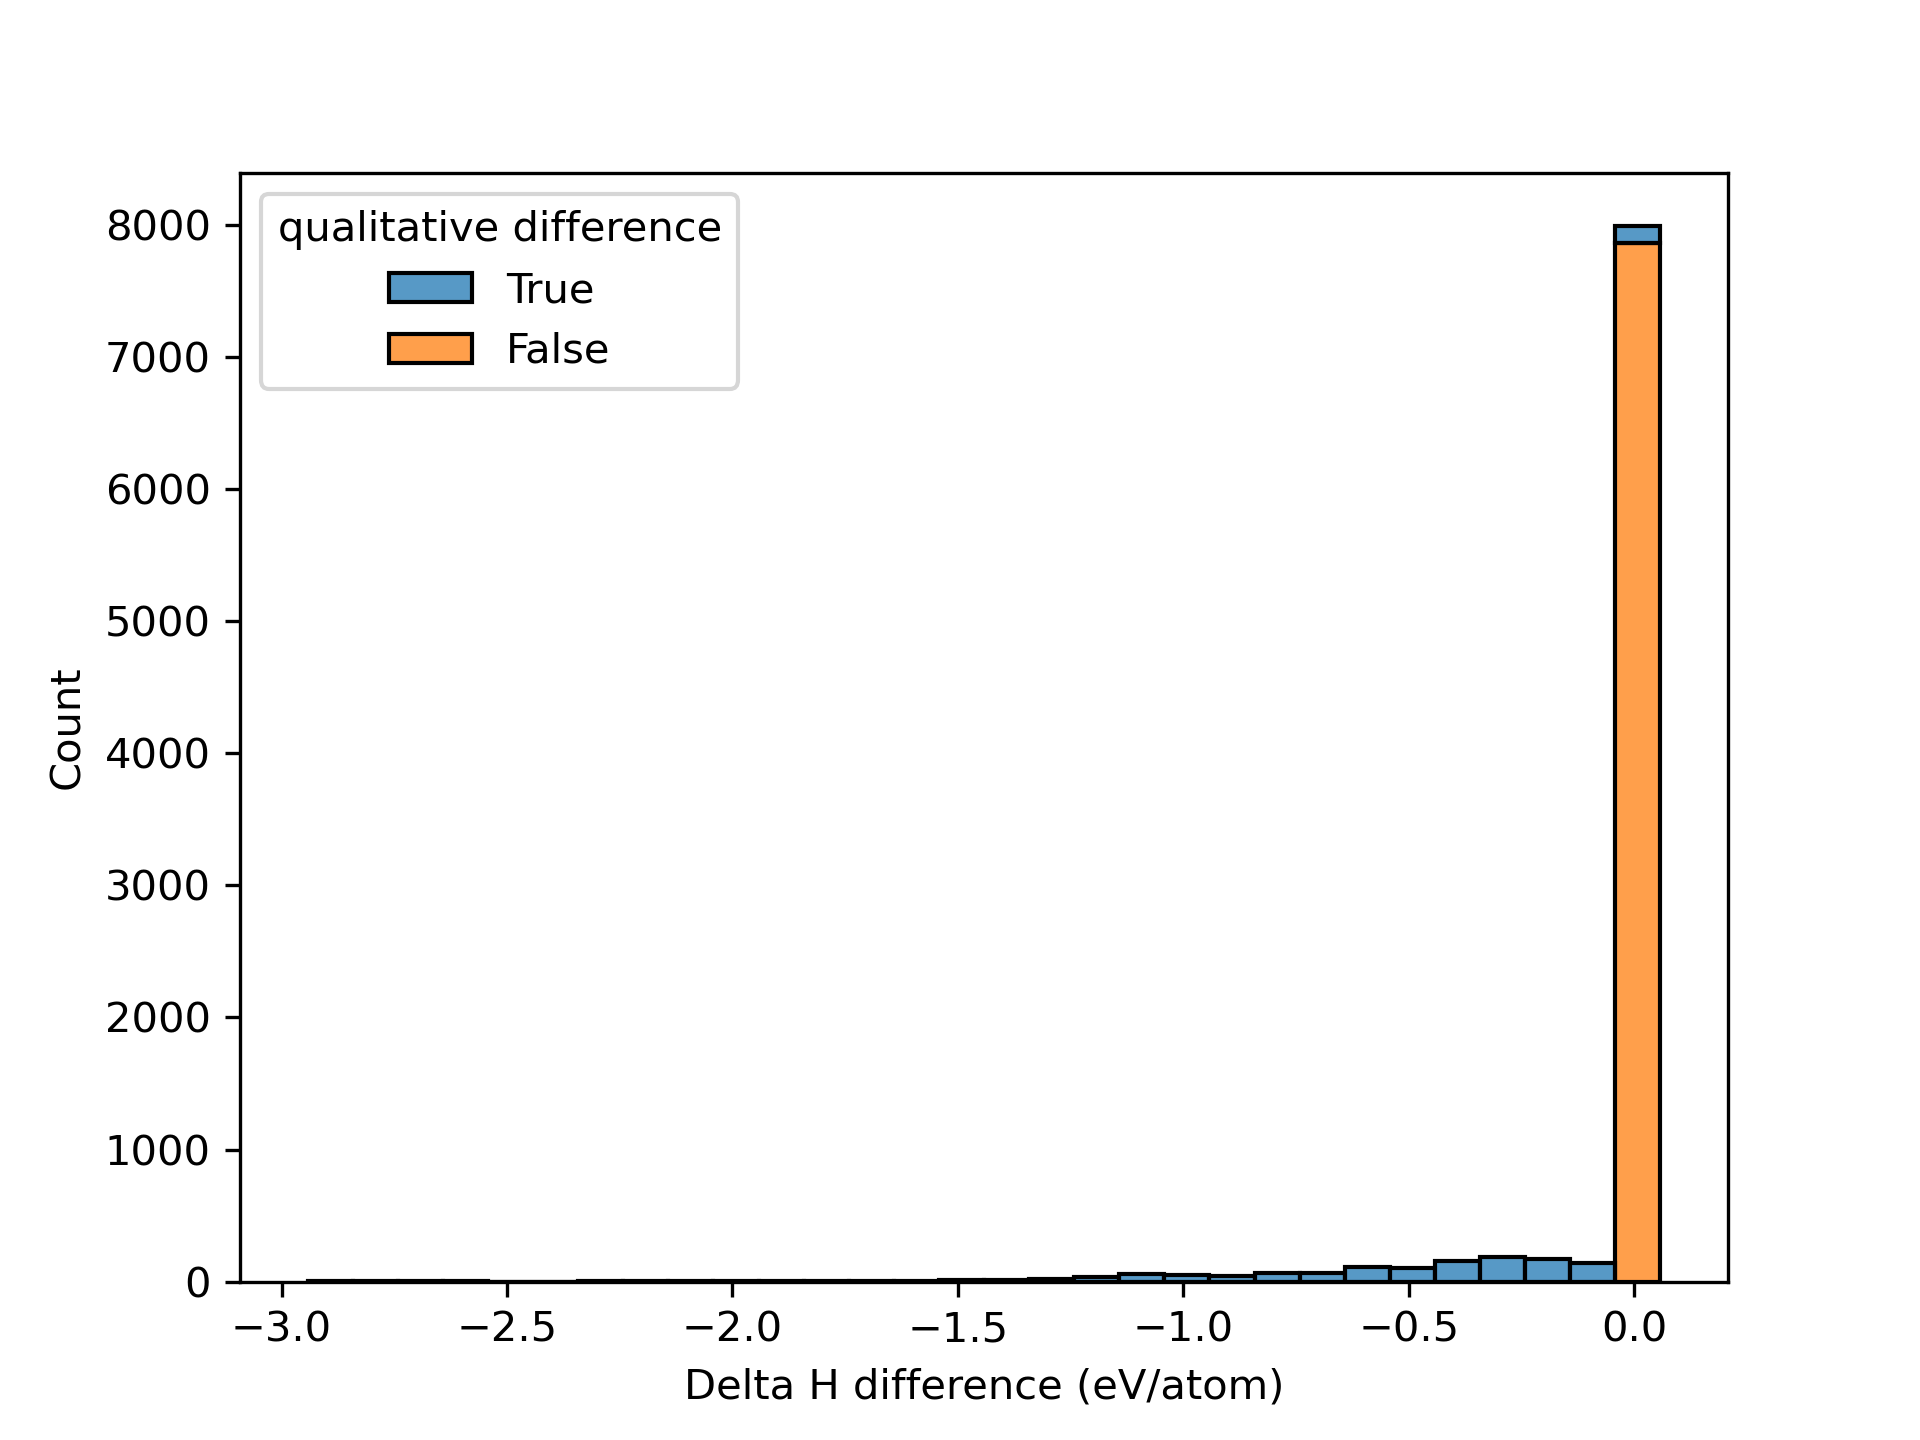 qualitative difference
True
False
8000
7000
6000
5000
4000
3000
2000
1000
0
Count
−3.0 −2.5 −2.0 −1.5 −1.0 −0.5 0.0
Delta H difference (eV/atom)